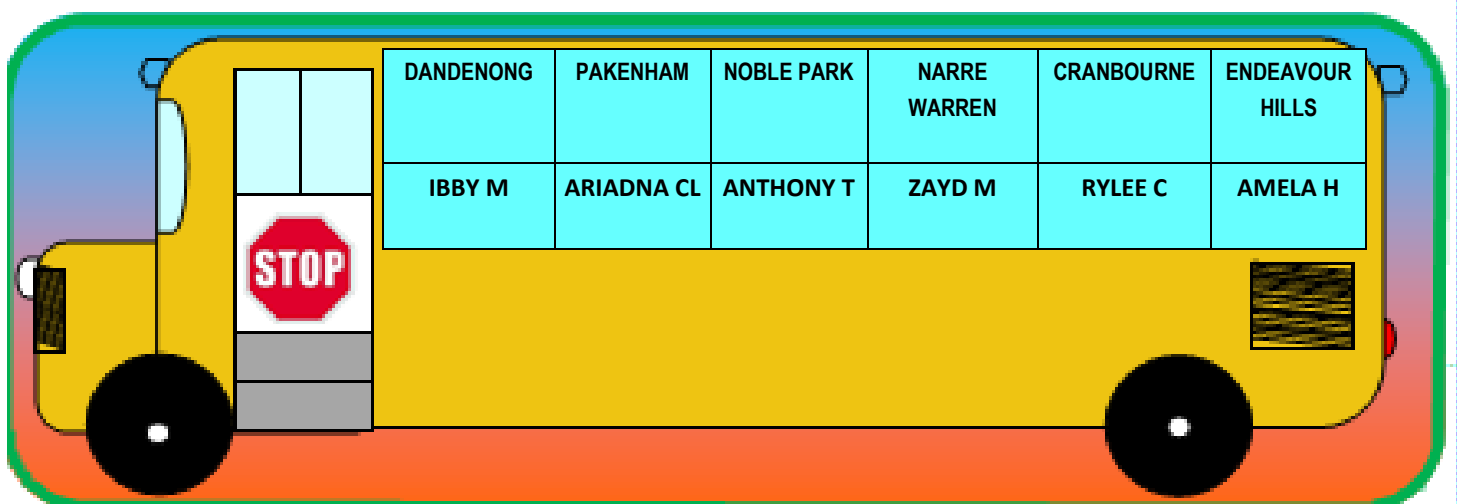 DANDENONG PAKENHAM NOBLE PARK NARRE WARREN CRANBOURNE ENDEAVOUR HILLS
IBBY M ARIADNA CL ANTHONY T ZAYD M RYLEE C AMELA H
STOP